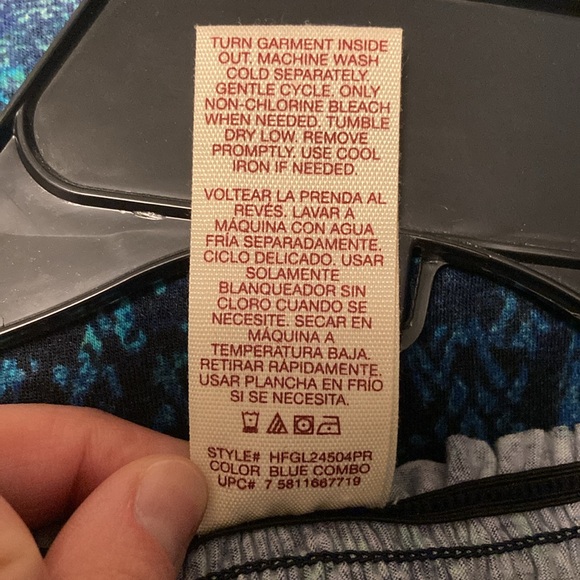 TURN GARMENT INSIDE
OUT. MACHINE WASH
COLD SEPARATELY,
GENTLE CYCLE. ONLY
NON-CHLORINE BLEACH
WHEN NEEDED. TUMBLE
DRY LOW. REMOVE
PROMPTLY. USE COOL
IRON IF NEEDED.
VOLTEAR LA PRENDA AL
REVÉS. LAVAR A
MÁQUINA CON AGUA
FRÍA SEPARADAMENTE.
CICLO DELICADO. USAR
SOLAMENTE
BLANQUEADOR SIN
CLORO CUANDO SE
NECESITE. SECAR EN
MÁQUINA A
TEMPERATURA BAJA.
RETIRAR RÁPIDAMENTE.
USAR PLANCHA EN FRÍO
SI SE NECESITA.
STYLE# HFGL24504PR
COLOR BLUE COMBO
UPC# 7 5811687719